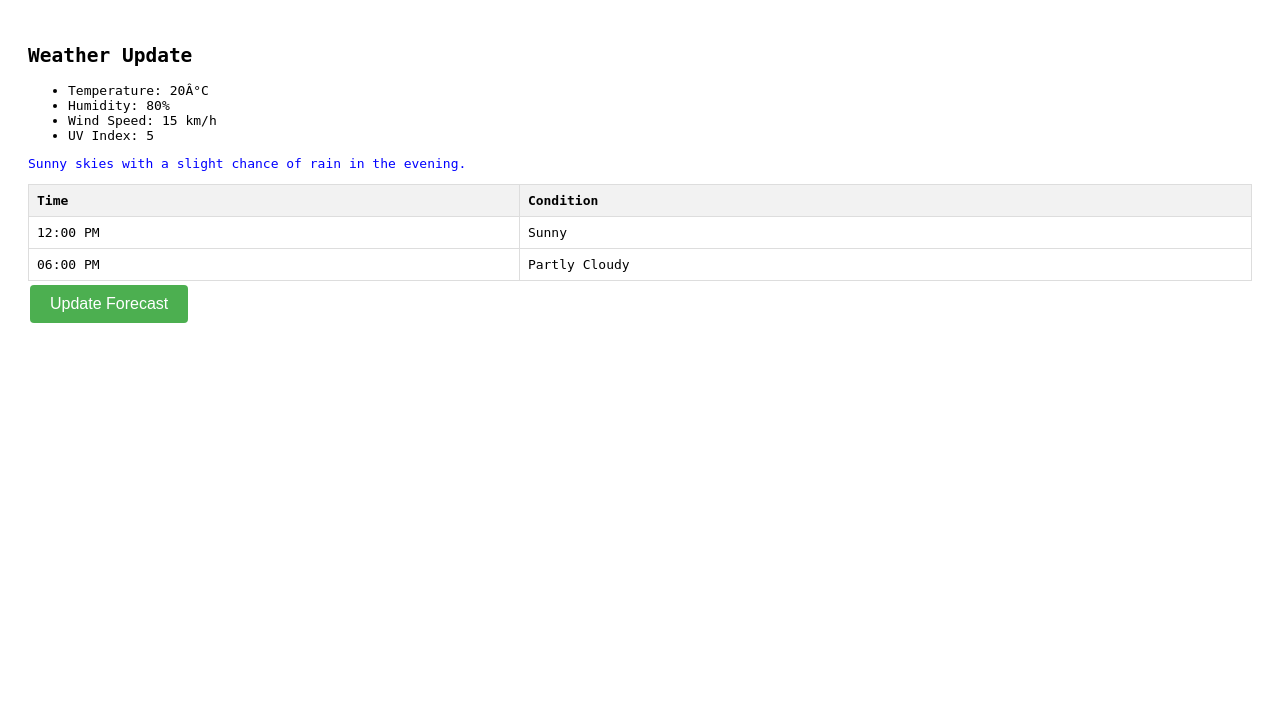 Weather Update
Temperature: 20Â°C
Humidity: 80%
Wind Speed: 15 km/h
UV Index: 5
Sunny skies with a slight chance of rain in the evening.
Time Condition
12:00 PM Sunny
06:00 PM Partly Cloudy
Update Forecast